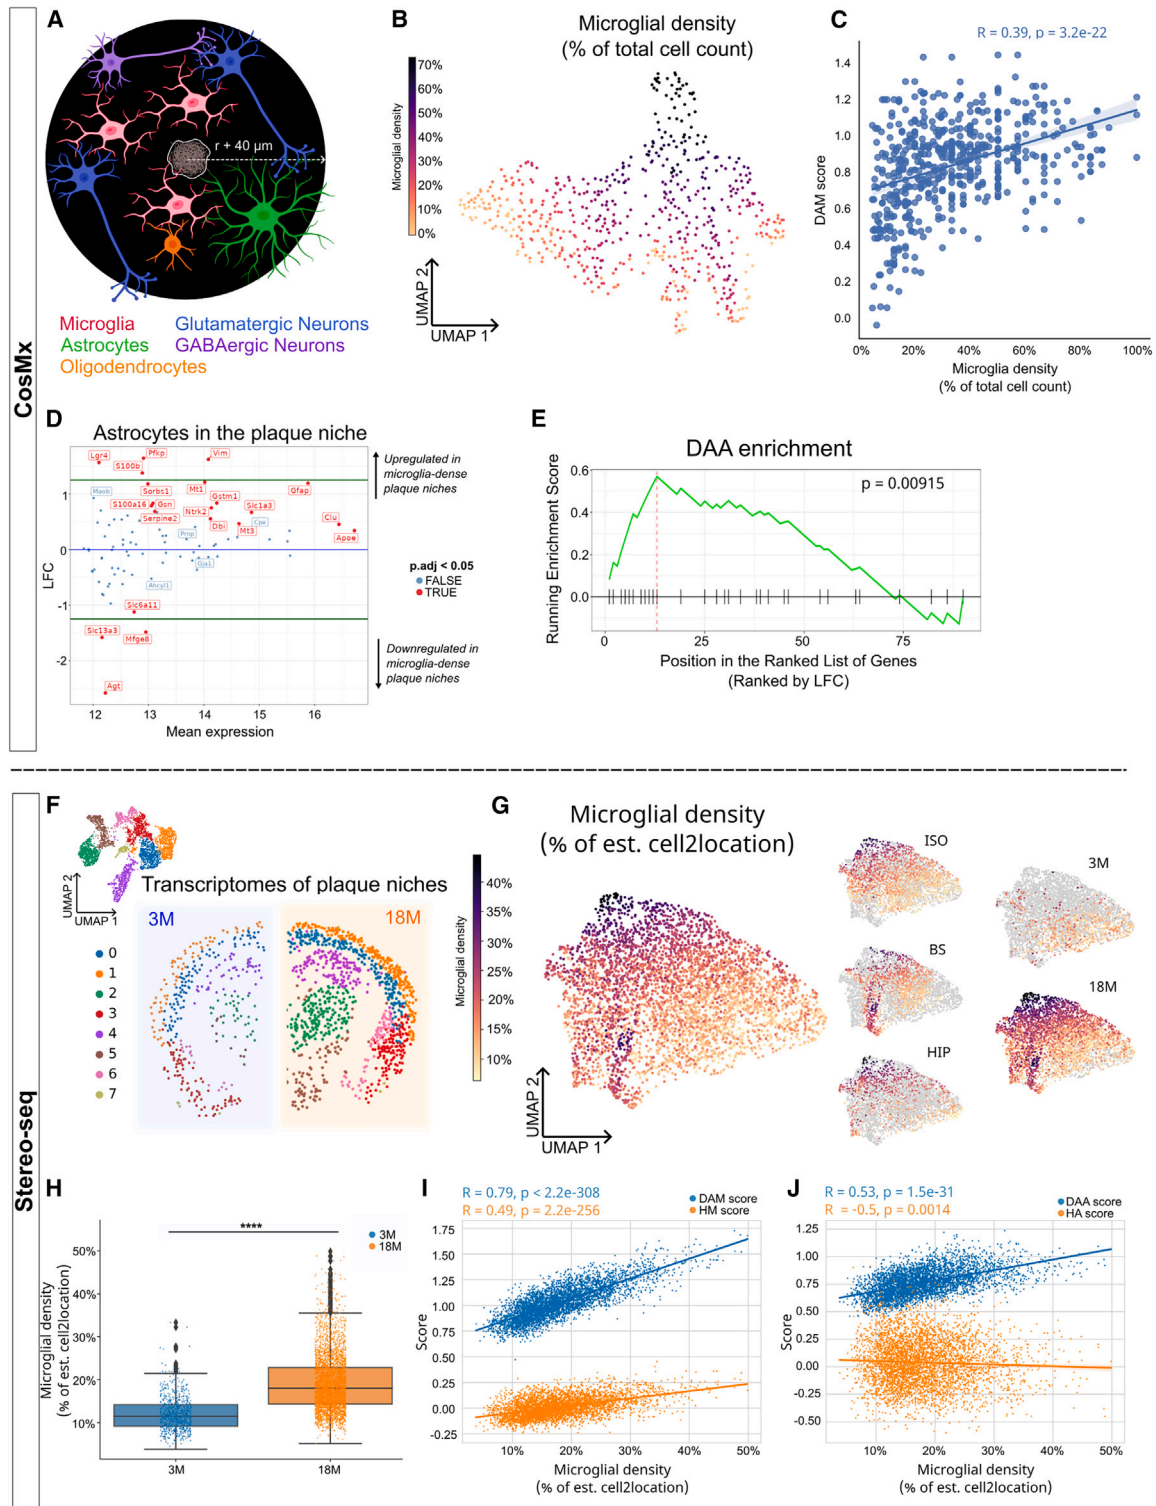 CosMx
A
r + 40 μm
Microglia
Glutamatergic Neurons
Astrocytes
GABAergic Neurons
Oligodendrocytes
B
Microglial density
(% of total cell count)
Microglial density
70%
60%
50%
40%
30%
20%
10%
0%
UMAP 2
UMAP 1
C
R = 0.39, p = 3.2e-22
DAM score
1.4
1.2
1.0
0.8
0.6
0.4
0.2
0.0
0% 20% 40% 60% 80% 100%
Microglia density
(% of total cell count)
D
Astrocytes in the plaque niche
Lgr4
Pfkp
Vim
S100b
Maob
Sorbs1
Mt1
Gfap
S100a16
Gsn
Gstm1
Ntrk2
Slc1a3
Serpine2
Dbi
Cpe
Clu
Mt3
Apoe
Prnp
Gja1
Ahcyl1
Slc6a11
Slc13a3
Mfge8
Agt
LFC
1
0
-1
-2
12 13 14 15 16
Mean expression
Upregulated in
microglia-dense
plaque niches
p.adj < 0.05
FALSE
TRUE
Downregulated in
microglia-dense
plaque niches
E
DAA enrichment
p = 0.00915
Running Enrichment Score
0.6
0.4
0.2
0.0
0 25 50 75
Position in the Ranked List of Genes
(Ranked by LFC)
Stereo-seq
F
UMAP 2
UMAP 1
Transcriptomes of plaque niches
3M
18M
0
1
2
3
4
5
6
7
G
Microglial density
(% of est. cell2location)
Microglial density
40%
35%
30%
25%
20%
15%
10%
UMAP 2
UMAP 1
ISO
BS
HIP
3M
18M
H
****
3M
18M
Microglial density
(% of est. cell2location)
50%
40%
30%
20%
10%
3M 18M
I
R = 0.79, p < 2.2e-308
R = 0.49, p = 2.2e-256
DAM score
HM score
Score
1.75
1.50
1.25
1.00
0.75
0.50
0.25
0.00
-0.25
10% 20% 30% 40% 50%
Microglial density
(% of est. cell2location)
J
R = 0.53, p = 1.5e-31
R = -0.5, p = 0.0014
DAA score
HA score
Score
1.25
1.00
0.75
0.50
0.25
0.00
-0.25
-0.50
10% 20% 30% 40% 50%
Microglial density
(% of est. cell2location)